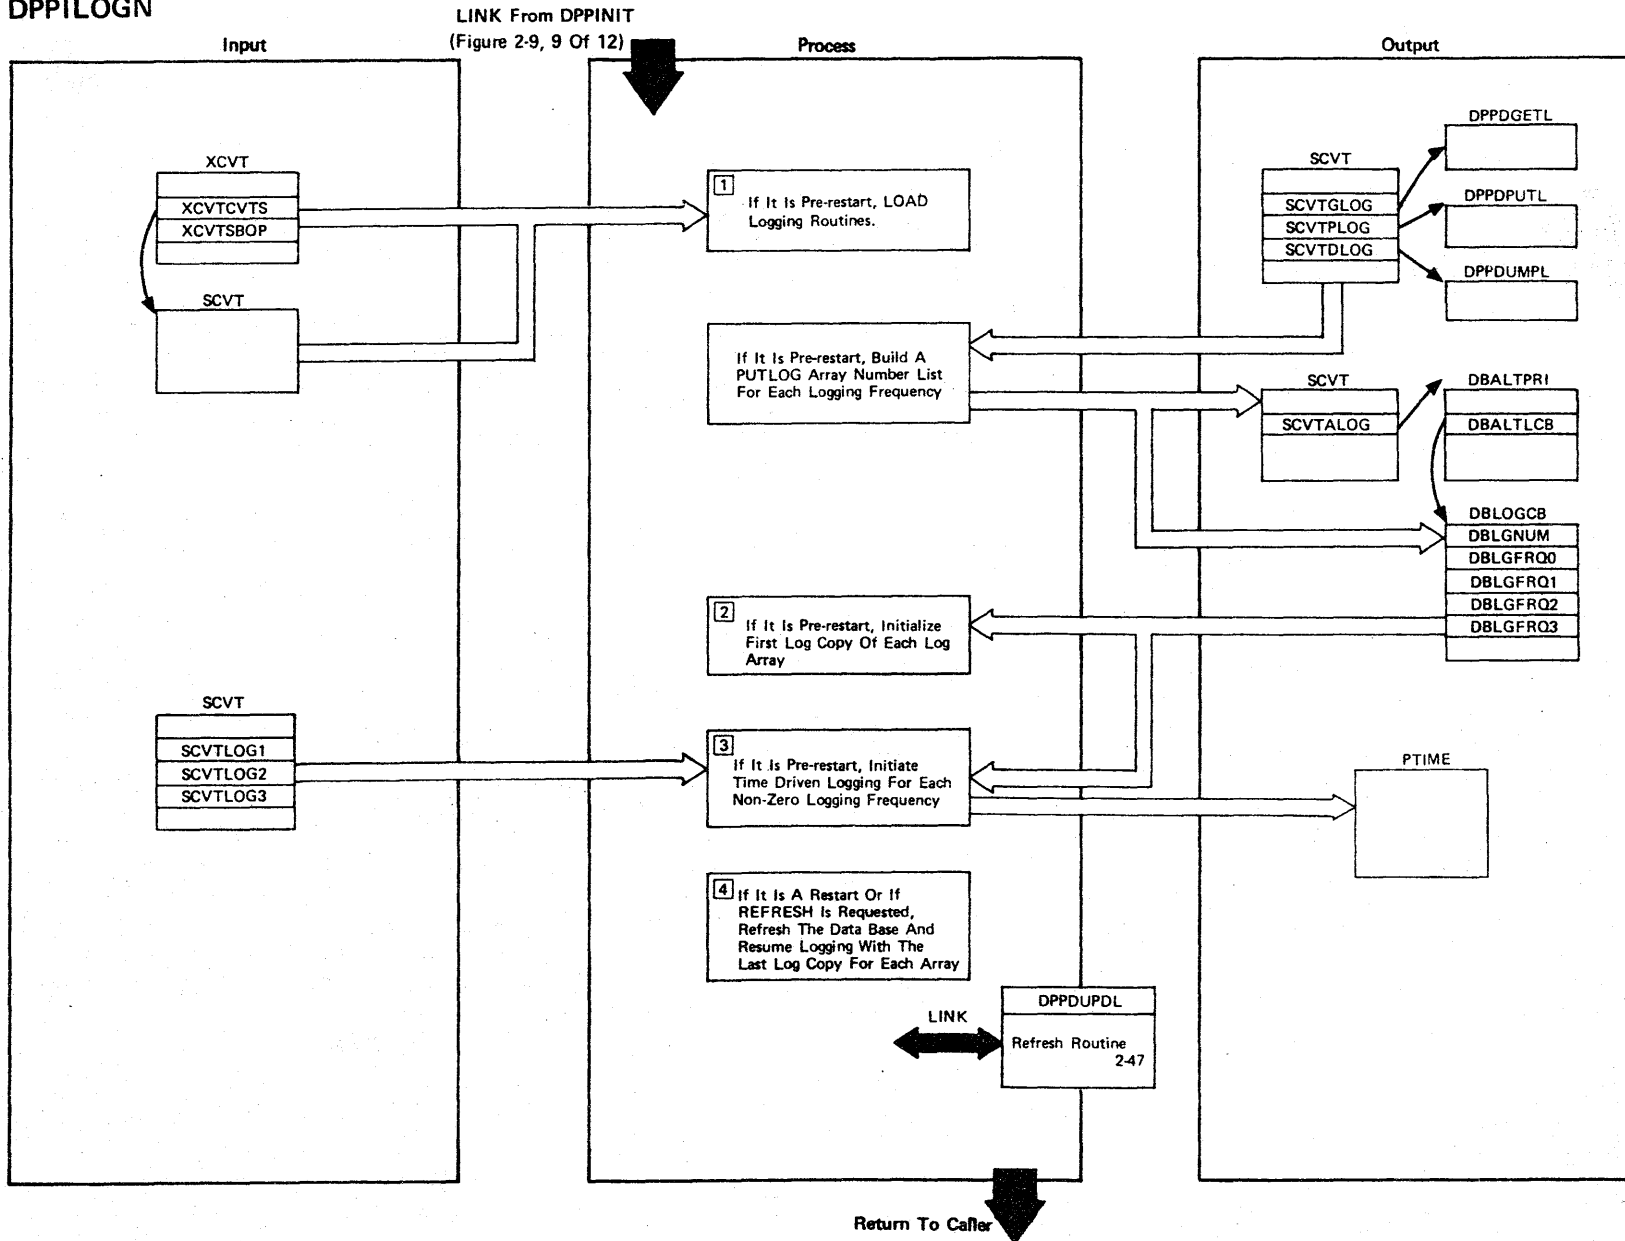 DPPILOGN
LINK From DPPINIT
(Figure 2-9, 9 Of 12)
Input
Process
Output
XCVT
XCVTCVTS
XCVTSBOP
SCVT
SCVT
SCVTLOG1
SCVTLOG2
SCVTLOG3
1
If It Is Pre-restart, LOAD
Logging Routines.
If It Is Pre-restart, Build A
PUTLOG Array Number List
For Each Logging Frequency
2
If It Is Pre-restart, Initialize
First Log Copy Of Each Log
Array
3
If It Is Pre-restart, Initiate
Time Driven Logging For Each
Non-Zero Logging Frequency
4
If It Is A Restart Or If
REFRESH Is Requested,
Refresh The Data Base And
Resume Logging With The
Last Log Copy For Each Array
LINK
DPPDUPDL
Refresh Routine
2-47
Return To Caller
SCVT
SCVTGLOG
SCVTPLOG
SCVTDLOG
DPPDGETL
DPPDPUTL
DPPDUMPL
SCVT
SCVTALOG
DBALTPRI
DBALTLCB
DBLOGCB
DBLGNUM
DBLGFRQ0
DBLGFRQ1
DBLGFRQ2
DBLGFRQ3
PTIME